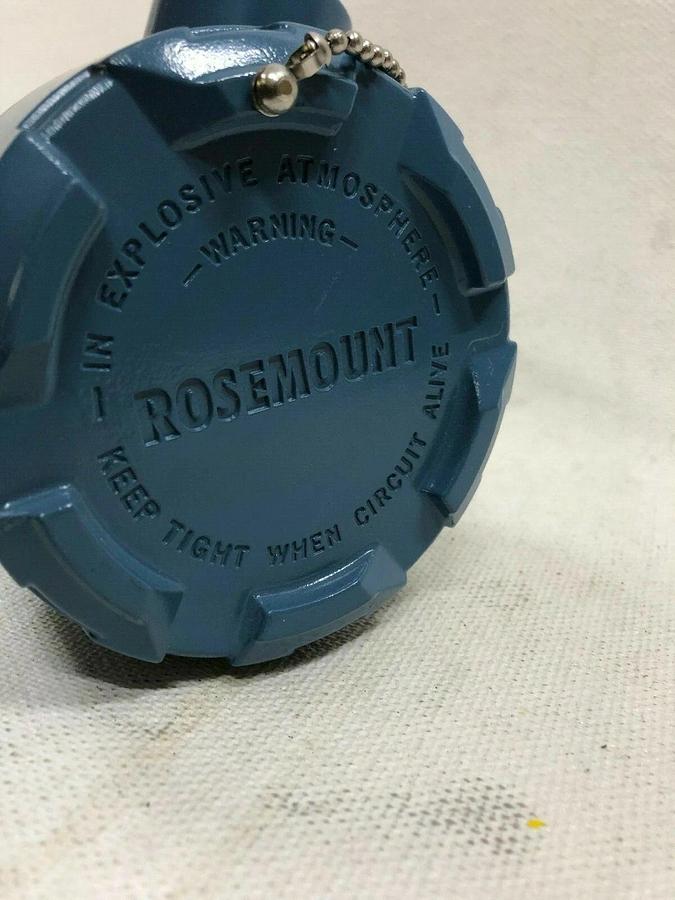 — IN EXPLOSIVE ATMOSPHERE —
— WARNING —
ROSEMOUNT
KEEP TIGHT WHEN CIRCUIT ALIVE